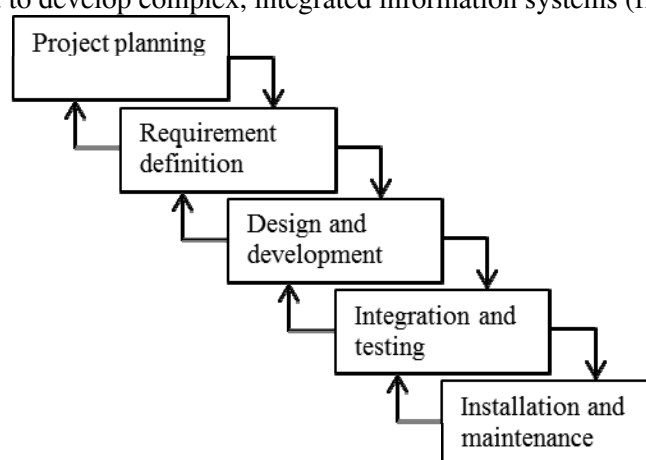 to develop complex, integrated information systems
Project planning
Requirement
definition
Design and
development
Integration and
testing
Installation and
maintenance